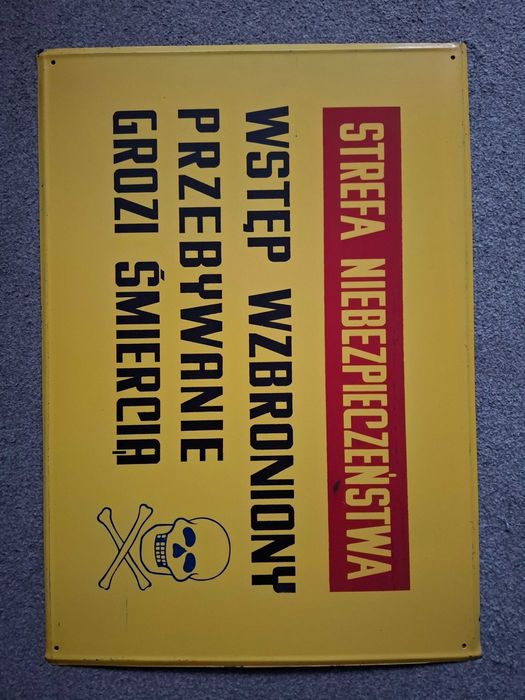 STREFA NIEBEZPIECZEŃSTWA
WSTĘP WZBRONIONY
PRZEBYWANIE
GROZI ŚMIERCIĄ